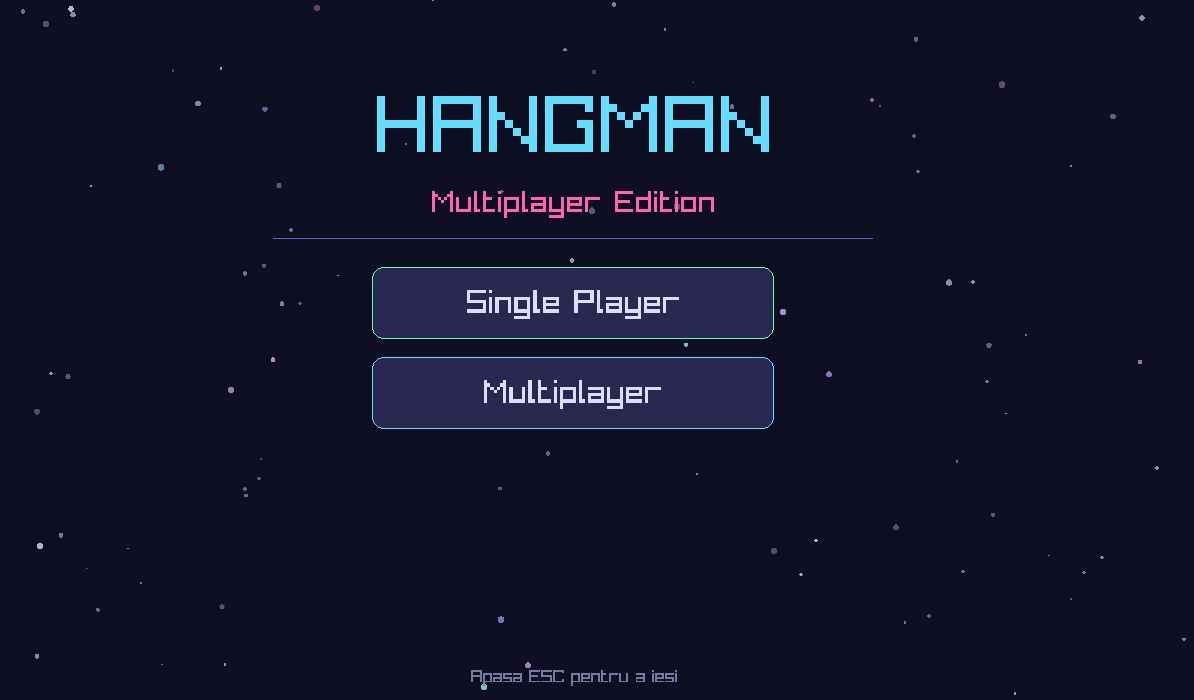 HANGMAN
Multiplayer Edition
Single Player
Multiplayer
Apasa ESC pentru a iesi